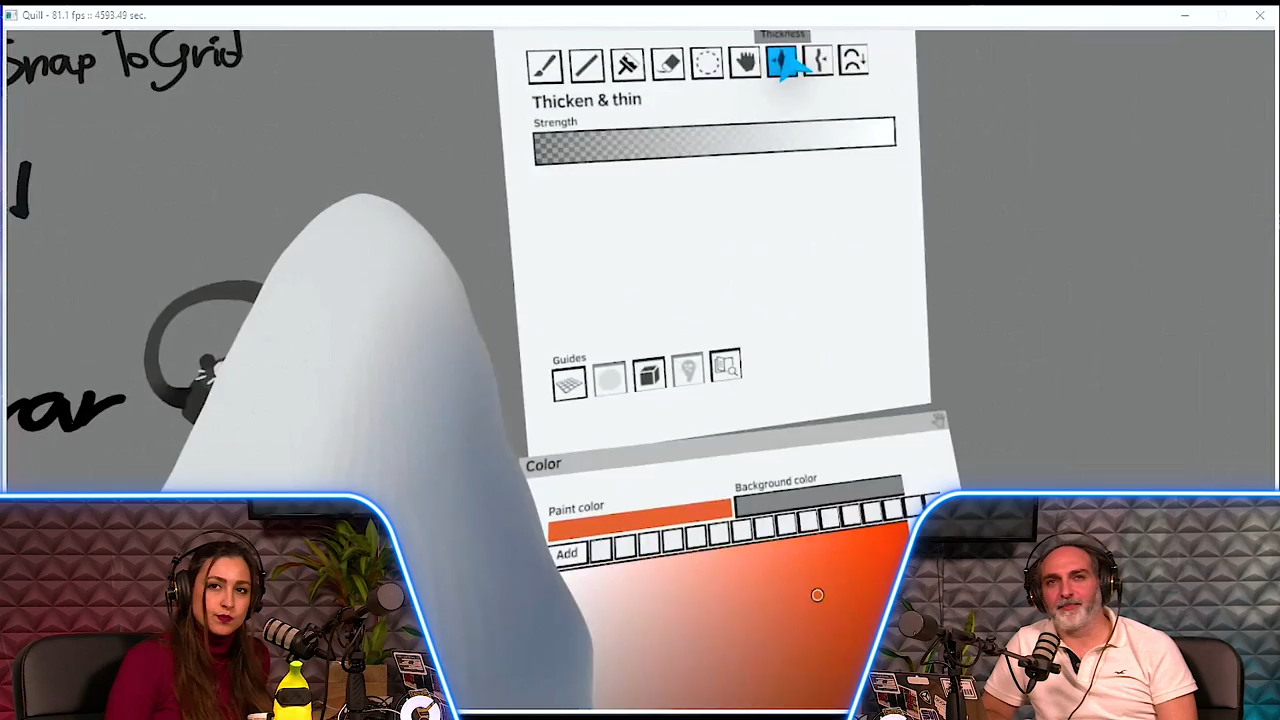 Quill - 81.1 fps :: 4593.49 sec.
Snap To Grid
Thickness
Thicken & thin
Strength
Guides
Color
Paint color
Background color
Add